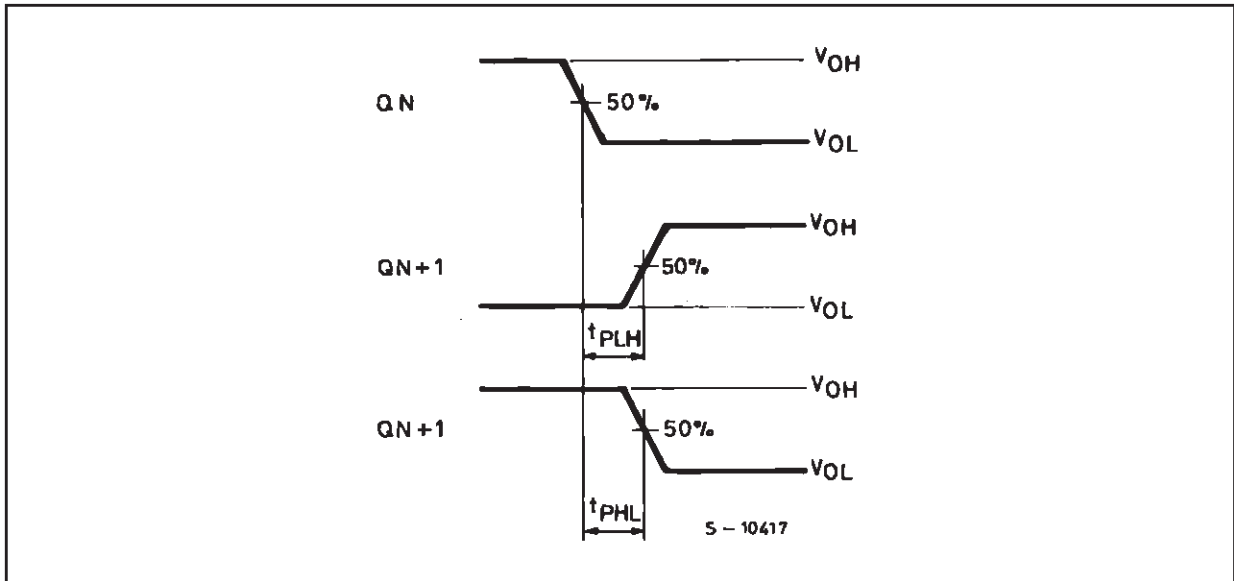 VOH
QN
50%
VOL
VOH
QN+1
50%
VOL
tPLH
VOH
QN+1
50%
VOL
tPHL
S - 10417